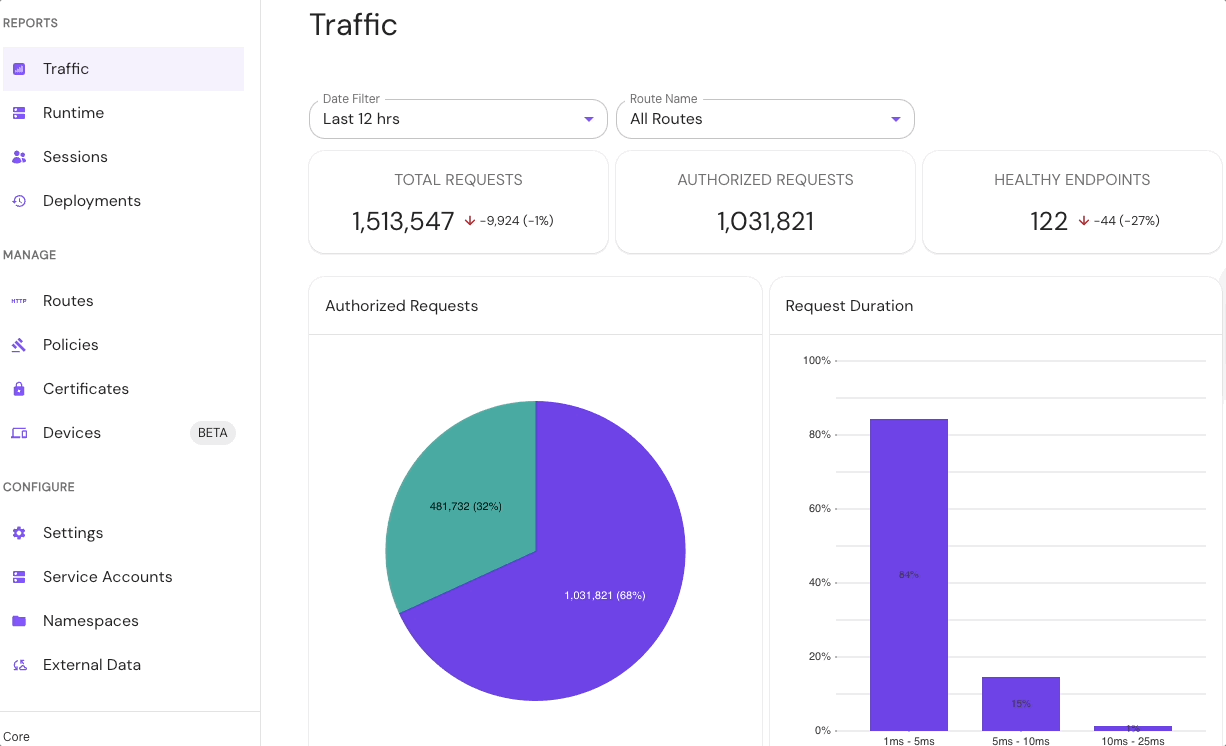 REPORTS
Traffic
Runtime
Sessions
Deployments
MANAGE
HTTP Routes
Policies
Certificates
Devices BETA
CONFIGURE
Settings
Service Accounts
Namespaces
External Data
Core
Traffic
Date Filter
Last 12 hrs
Route Name
All Routes
TOTAL REQUESTS
1,513,547 -9,924 (-1%)
AUTHORIZED REQUESTS
1,031,821
HEALTHY ENDPOINTS
122 -44 (-27%)
Authorized Requests
481,732 (32%)
1,031,821 (68%)
Request Duration
100%
80%
60%
40%
20%
0%
84%
15%
1%
1ms - 5ms
5ms - 10ms
10ms - 25ms